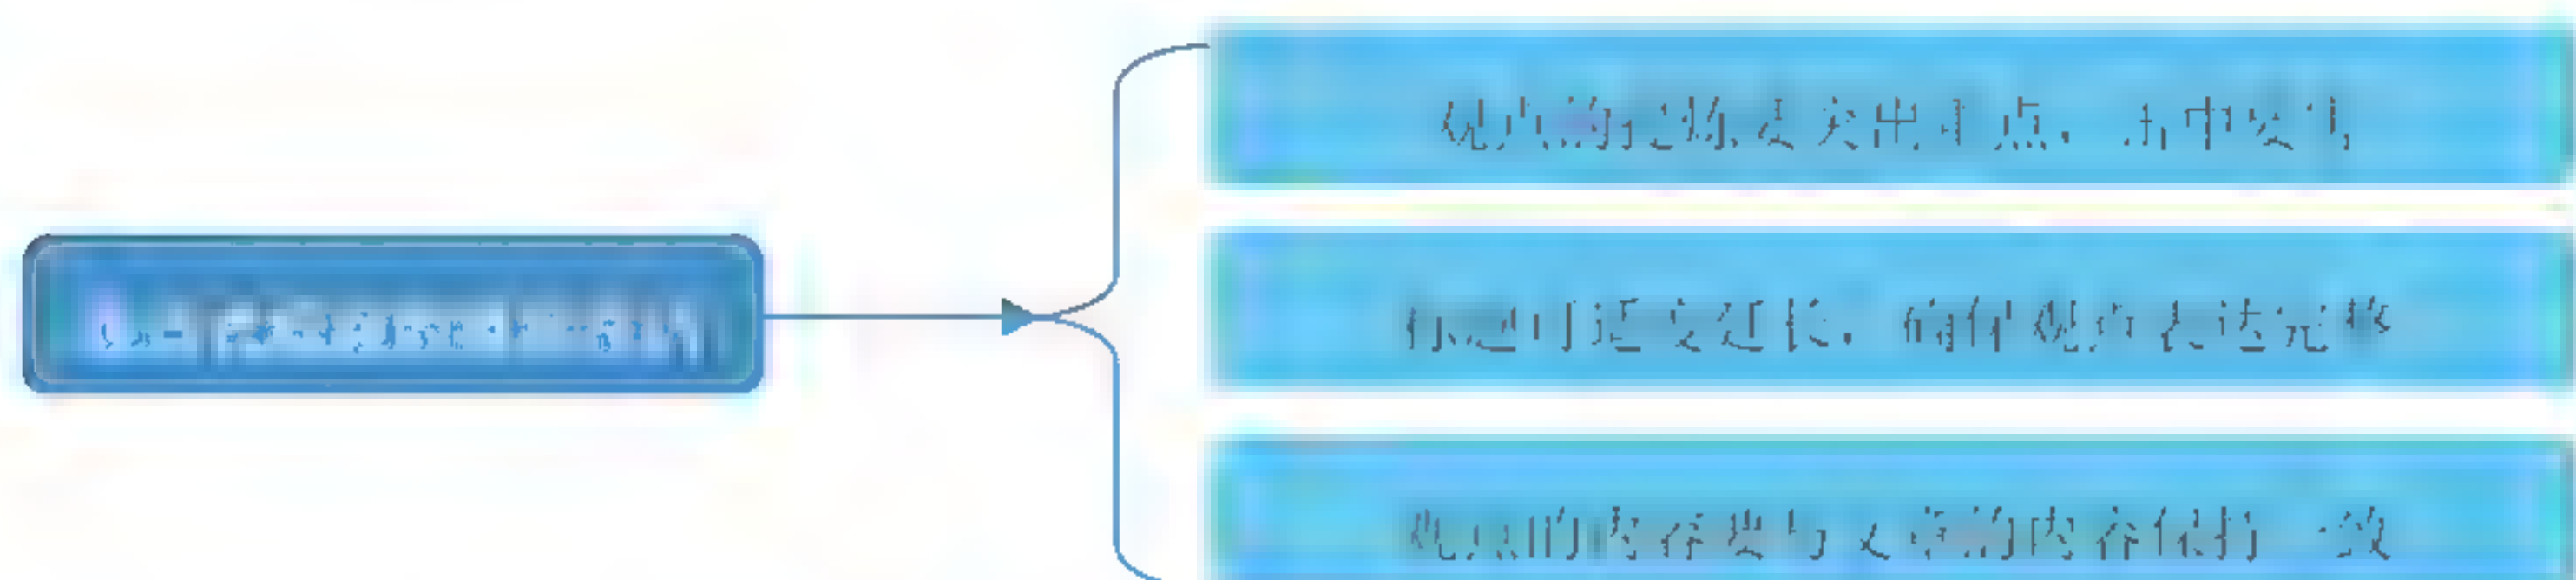 观点的提炼要突出重点，击中要害
标题可适度延长，确保观点表达完整
观点的内容要与文章的内容保持一致